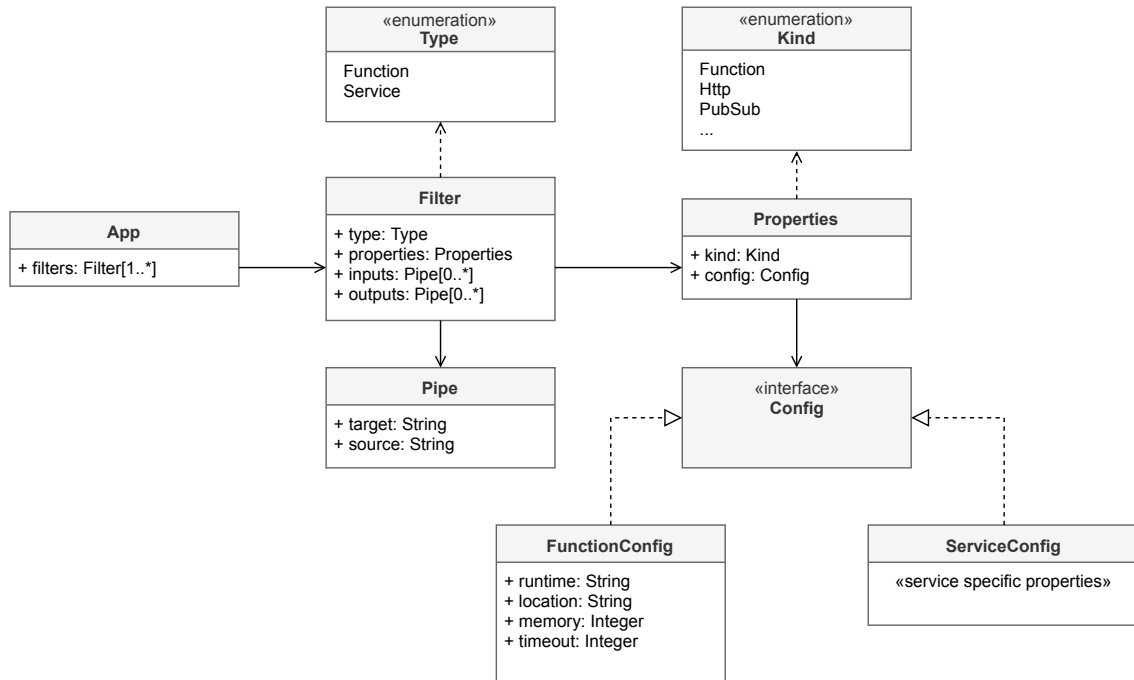 «enumeration»
Type
Function
Service
«enumeration»
Kind
Function
Http
PubSub
...
App
+ filters: Filter[1..*]
Filter
+ type: Type
+ properties: Properties
+ inputs: Pipe[0..*]
+ outputs: Pipe[0..*]
Properties
+ kind: Kind
+ config: Config
Pipe
+ target: String
+ source: String
«interface»
Config
FunctionConfig
+ runtime: String
+ location: String
+ memory: Integer
+ timeout: Integer
ServiceConfig
«service specific properties»